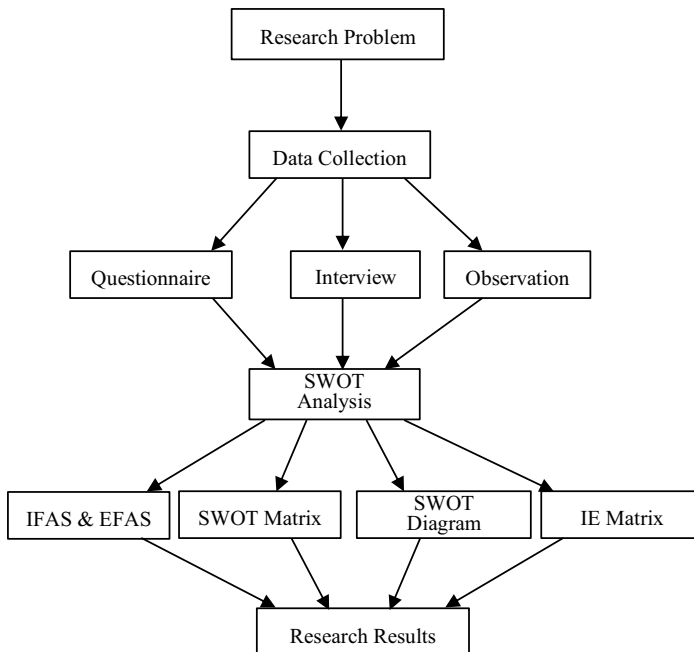 Research Problem
Data Collection
Questionnaire
Interview
Observation
SWOT
Analysis
IFAS & EFAS
SWOT Matrix
SWOT
Diagram
IE Matrix
Research Results